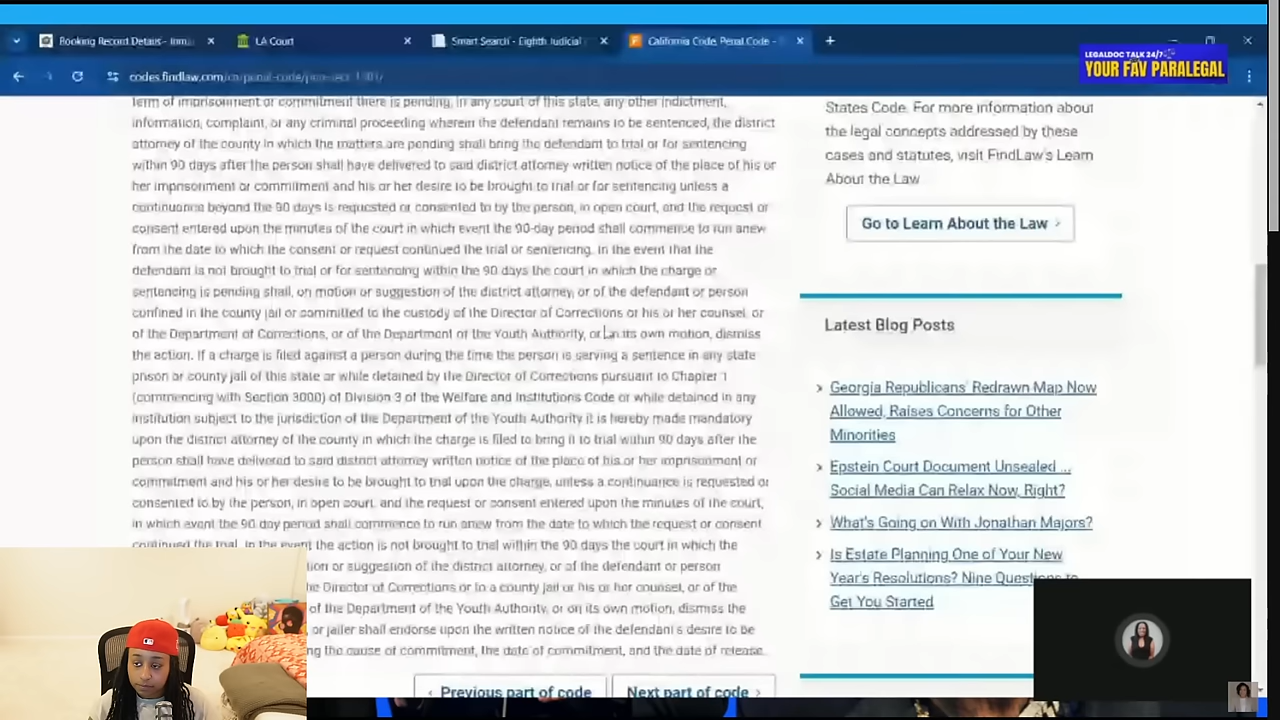 Booking Record Details - Inma
LA Court
Smart Search - Eighth Judicial
California Code, Penal Code -
LEGALDOC TALK 24/7
YOUR FAV PARALEGAL
codes.findlaw.com/ca/penal-code/pen-sect-1381/
term of imprisonment or commitment there is pending, in any court of this state, any other indictment,
information, complaint, or any criminal proceeding wherein the defendant remains to be sentenced, the district
attorney of the county in which the matters are pending shall bring the defendant to trial or for sentencing
within 90 days after the person shall have delivered to said district attorney written notice of the place of his or
her imprisonment or commitment and his or her desire to be brought to trial or for sentencing unless a
continuance beyond the 90 days is requested or consented to by the person, in open court, and the request or
consent entered upon the minutes of the court in which event the 90-day period shall commence to run anew
from the date to which the consent or request continued the trial or sentencing. In the event that the
defendant is not brought to trial or for sentencing within the 90 days the court in which the charge or
sentencing is pending shall, on motion or suggestion of the district attorney, or of the defendant or person
confined in the county jail or committed to the custody of the Director of Corrections or his or her counsel, or
of the Department of Corrections, or of the Department of the Youth Authority, or on its own motion, dismiss
the action. If a charge is filed against a person during the time the person is serving a sentence in any state
prison or county jail of this state or while detained by the Director of Corrections pursuant to Chapter 1
(commencing with Section 3000) of Division 3 of the Welfare and Institutions Code or while detained in any
institution subject to the jurisdiction of the Department of the Youth Authority it is hereby made mandatory
upon the district attorney of the county in which the charge is filed to bring it to trial within 90 days after the
person shall have delivered to said district attorney written notice of the place of his or her imprisonment or
commitment and his or her desire to be brought to trial upon the charge, unless a continuance is requested or
consented to by the person, in open court, and the request or consent entered upon the minutes of the court,
in which event the 90-day period shall commence to run anew from the date to which the request or consent
continued the trial. In the event the action is not brought to trial within the 90 days the court in which the
ion or suggestion of the district attorney, or of the defendant or person
he Director of Corrections or to a county jail or his or her counsel, or of the
of the Department of the Youth Authority, or on its own motion, dismiss the
or jailer shall endorse upon the written notice of the defendant's desire to be
ng the cause of commitment, the date of commitment, and the date of release.
Previous part of code
Next part of code
States Code. For more information about
the legal concepts addressed by these
cases and statutes, visit FindLaw's Learn
About the Law
Go to Learn About the Law
Latest Blog Posts
Georgia Republicans' Redrawn Map Now
Allowed, Raises Concerns for Other
Minorities
Epstein Court Document Unsealed ...
Social Media Can Relax Now, Right?
What's Going on With Jonathan Majors?
Is Estate Planning One of Your New
Year's Resolutions? Nine Questions to
Get You Started